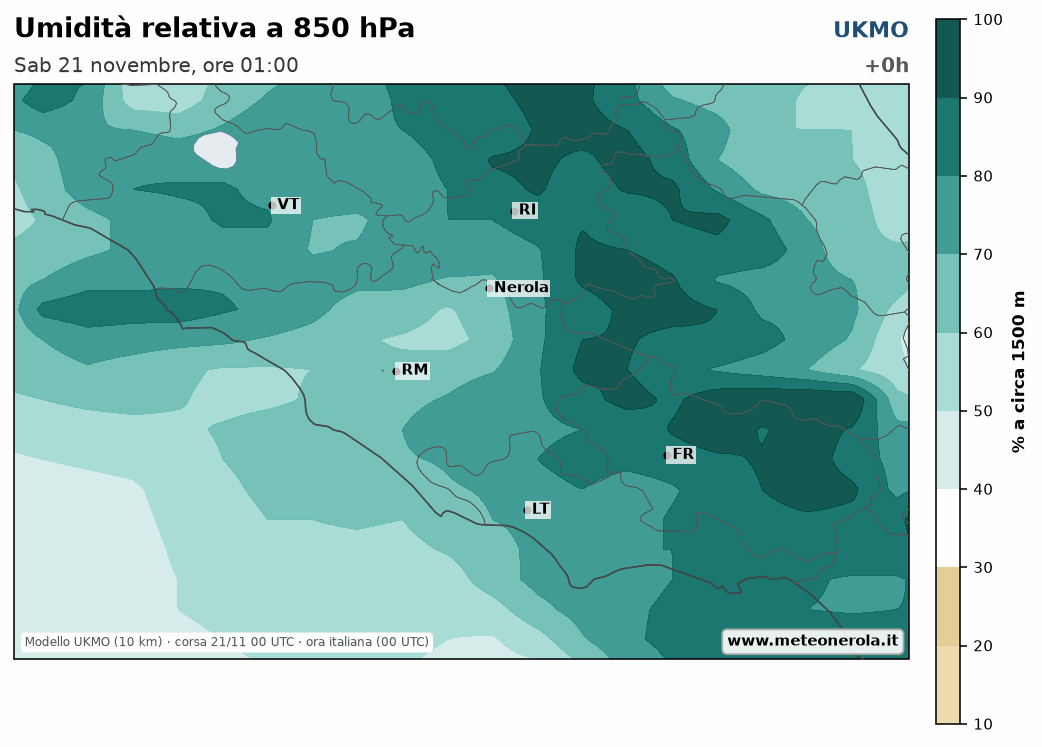 Umidità relativa a 850 hPa
UKMO
Sab 21 novembre, ore 01:00
+0h
VT
RI
Nerola
RM
FR
LT
Modello UKMO (10 km) · corsa 21/11 00 UTC · ora italiana (00 UTC)
www.meteonerola.it
100
90
80
70
60
50
40
30
20
10
% a circa 1500 m